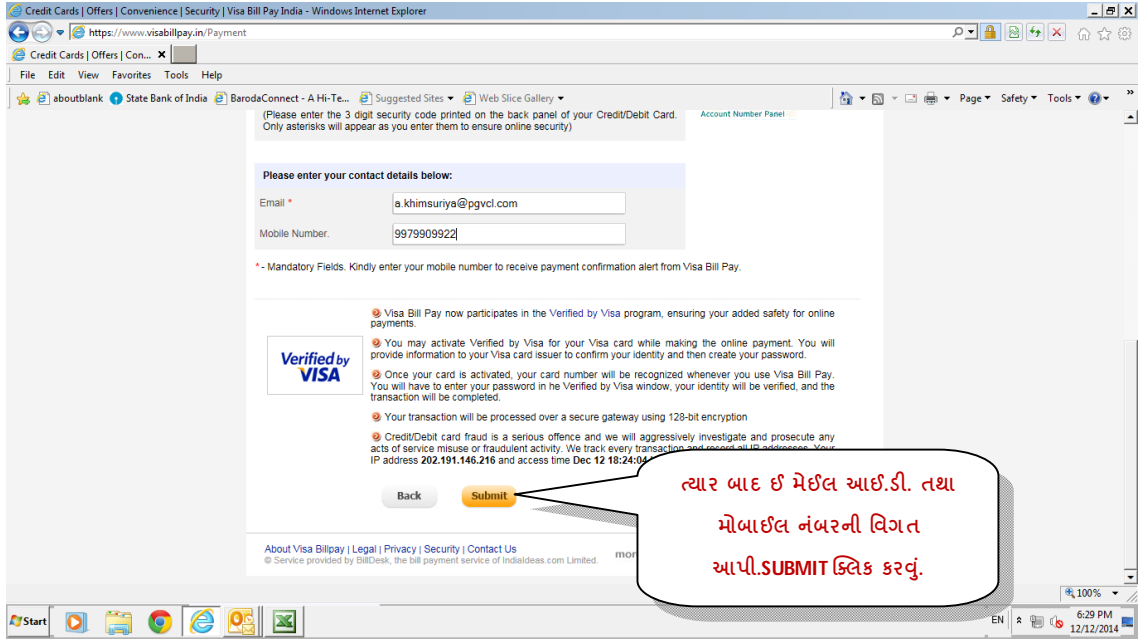 Credit Cards | Offers | Convenience | Security | Visa Bill Pay India - Windows Internet Explorer
https://www.visabillpay.in/Payment
Credit Cards | Offers | Con...
File Edit View Favorites Tools Help
aboutblank State Bank of India BarodaConnect - A Hi-Te... Suggested Sites Web Slice Gallery Page Safety Tools
(Please enter the 3 digit security code printed on the back panel of your Credit/Debit Card. Account Number Panel
Only asterisks will appear as you enter them to ensure online security)
Please enter your contact details below:
Email * a.khimsuriya@pgvcl.com
Mobile Number. 9979909922
* - Mandatory Fields. Kindly enter your mobile number to receive payment confirmation alert from Visa Bill Pay.
Visa Bill Pay now participates in the Verified by Visa program, ensuring your added safety for online
payments.
You may activate Verified by Visa for your Visa card while making the online payment. You will
provide information to your Visa card issuer to confirm your identity and then create your password.
Verified by
VISA
Once your card is activated, your card number will be recognized whenever you use Visa Bill Pay.
You will have to enter your password in he Verified by Visa window, your identity will be verified, and the
transaction will be completed.
Your transaction will be processed over a secure gateway using 128-bit encryption
Credit/Debit card fraud is a serious offence and we will aggressively investigate and prosecute any
acts of service misuse or fraudulent activity. We track every transaction and record all IP addresses. Your
IP address 202.191.146.216 and access time Dec 12 18:24:04
Back Submit
ત્યાર બાદ ઈ મેઈલ આઈ.ડી. તથા
મોબાઈલ નંબરની વિગત
આપી.SUBMIT ક્લિક કરવું.
About Visa Billpay | Legal | Privacy | Security | Contact Us
© Service provided by BillDesk, the bill payment service of IndiaIdeas.com Limited. mor
100%
Start EN 6:29 PM
12/12/2014